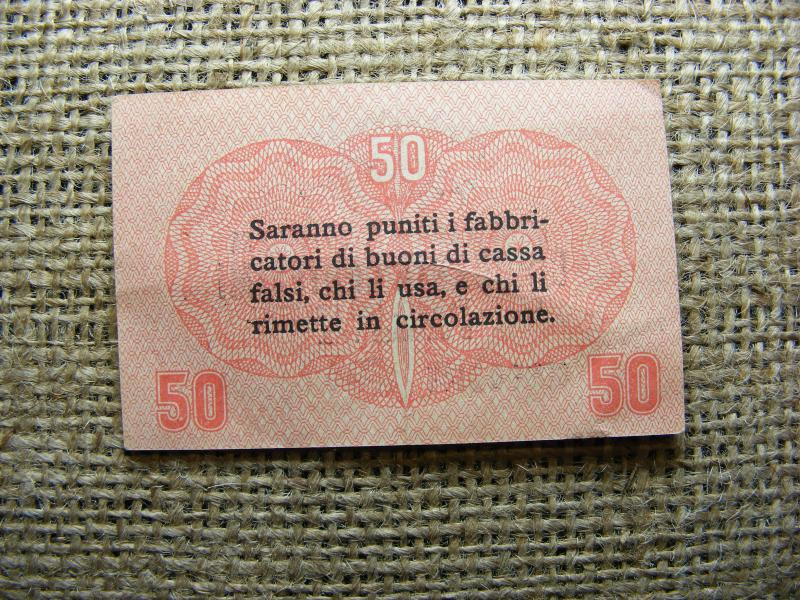 50
Saranno puniti i fabbri-
catori di buoni di cassa
falsi, chi li usa, e chi li
rimette in circolazione.
50 50